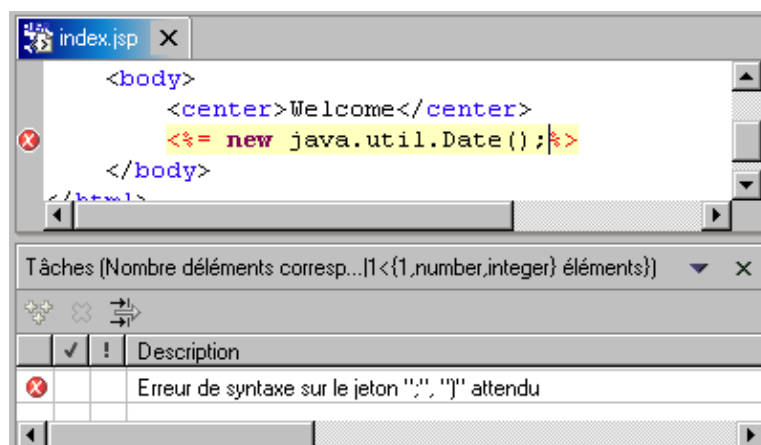 index.jsp
<body>
<center>Welcome</center>
<%= new java.util.Date();%>
</body>
</html>
Tâches (Nombre déléments corresp...|1<{1,number,integer} éléments})
! Description
Erreur de syntaxe sur le jeton ";", ")" attendu